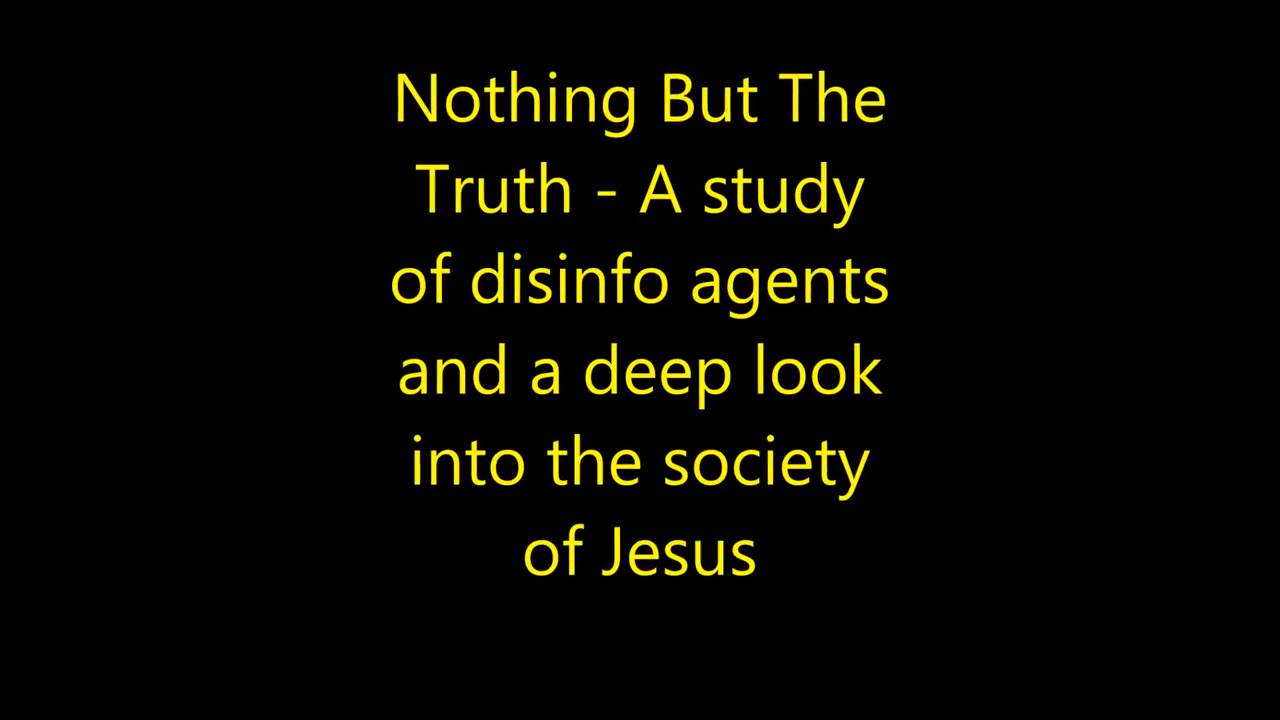 Nothing But The
Truth - A study
of disinfo agents
and a deep look
into the society
of Jesus